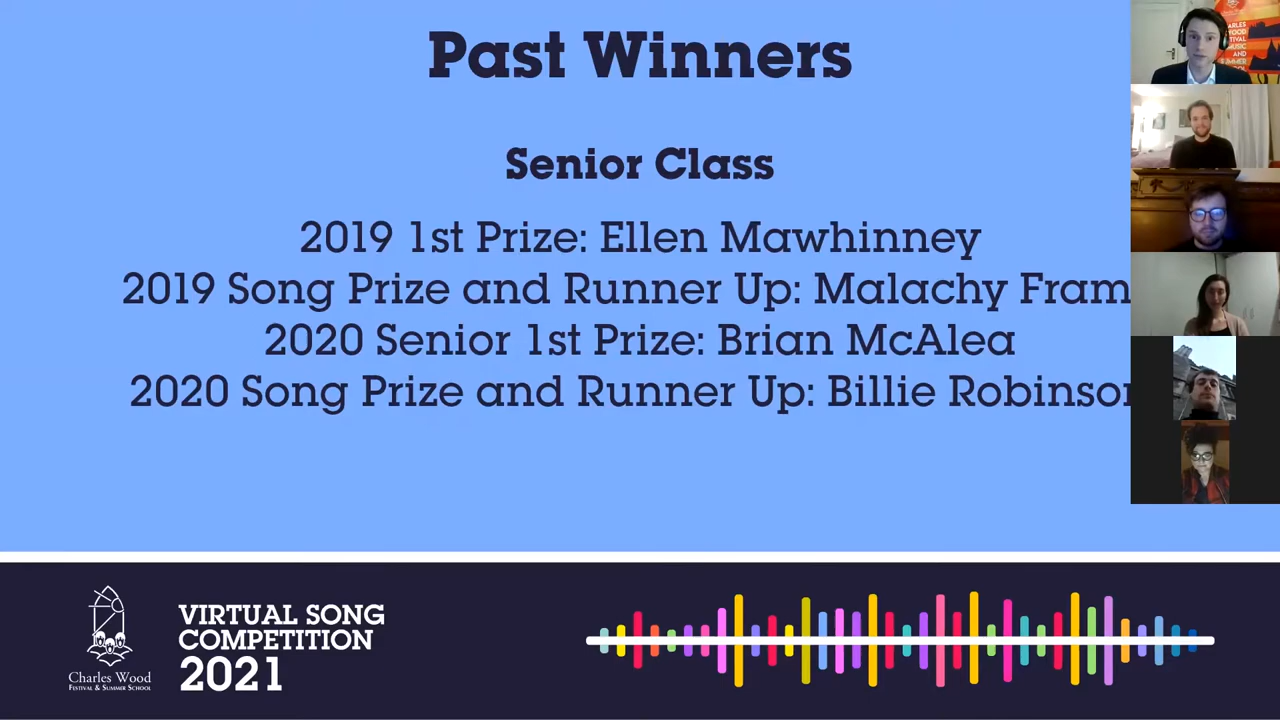 Past Winners
Senior Class
2019 1st Prize: Ellen Mawhinney
2019 Song Prize and Runner Up: Malachy Fram
2020 Senior 1st Prize: Brian McAlea
2020 Song Prize and Runner Up: Billie Robinson
VIRTUAL SONG
COMPETITION
2021
Charles Wood
FESTIVAL & SUMMER SCHOOL